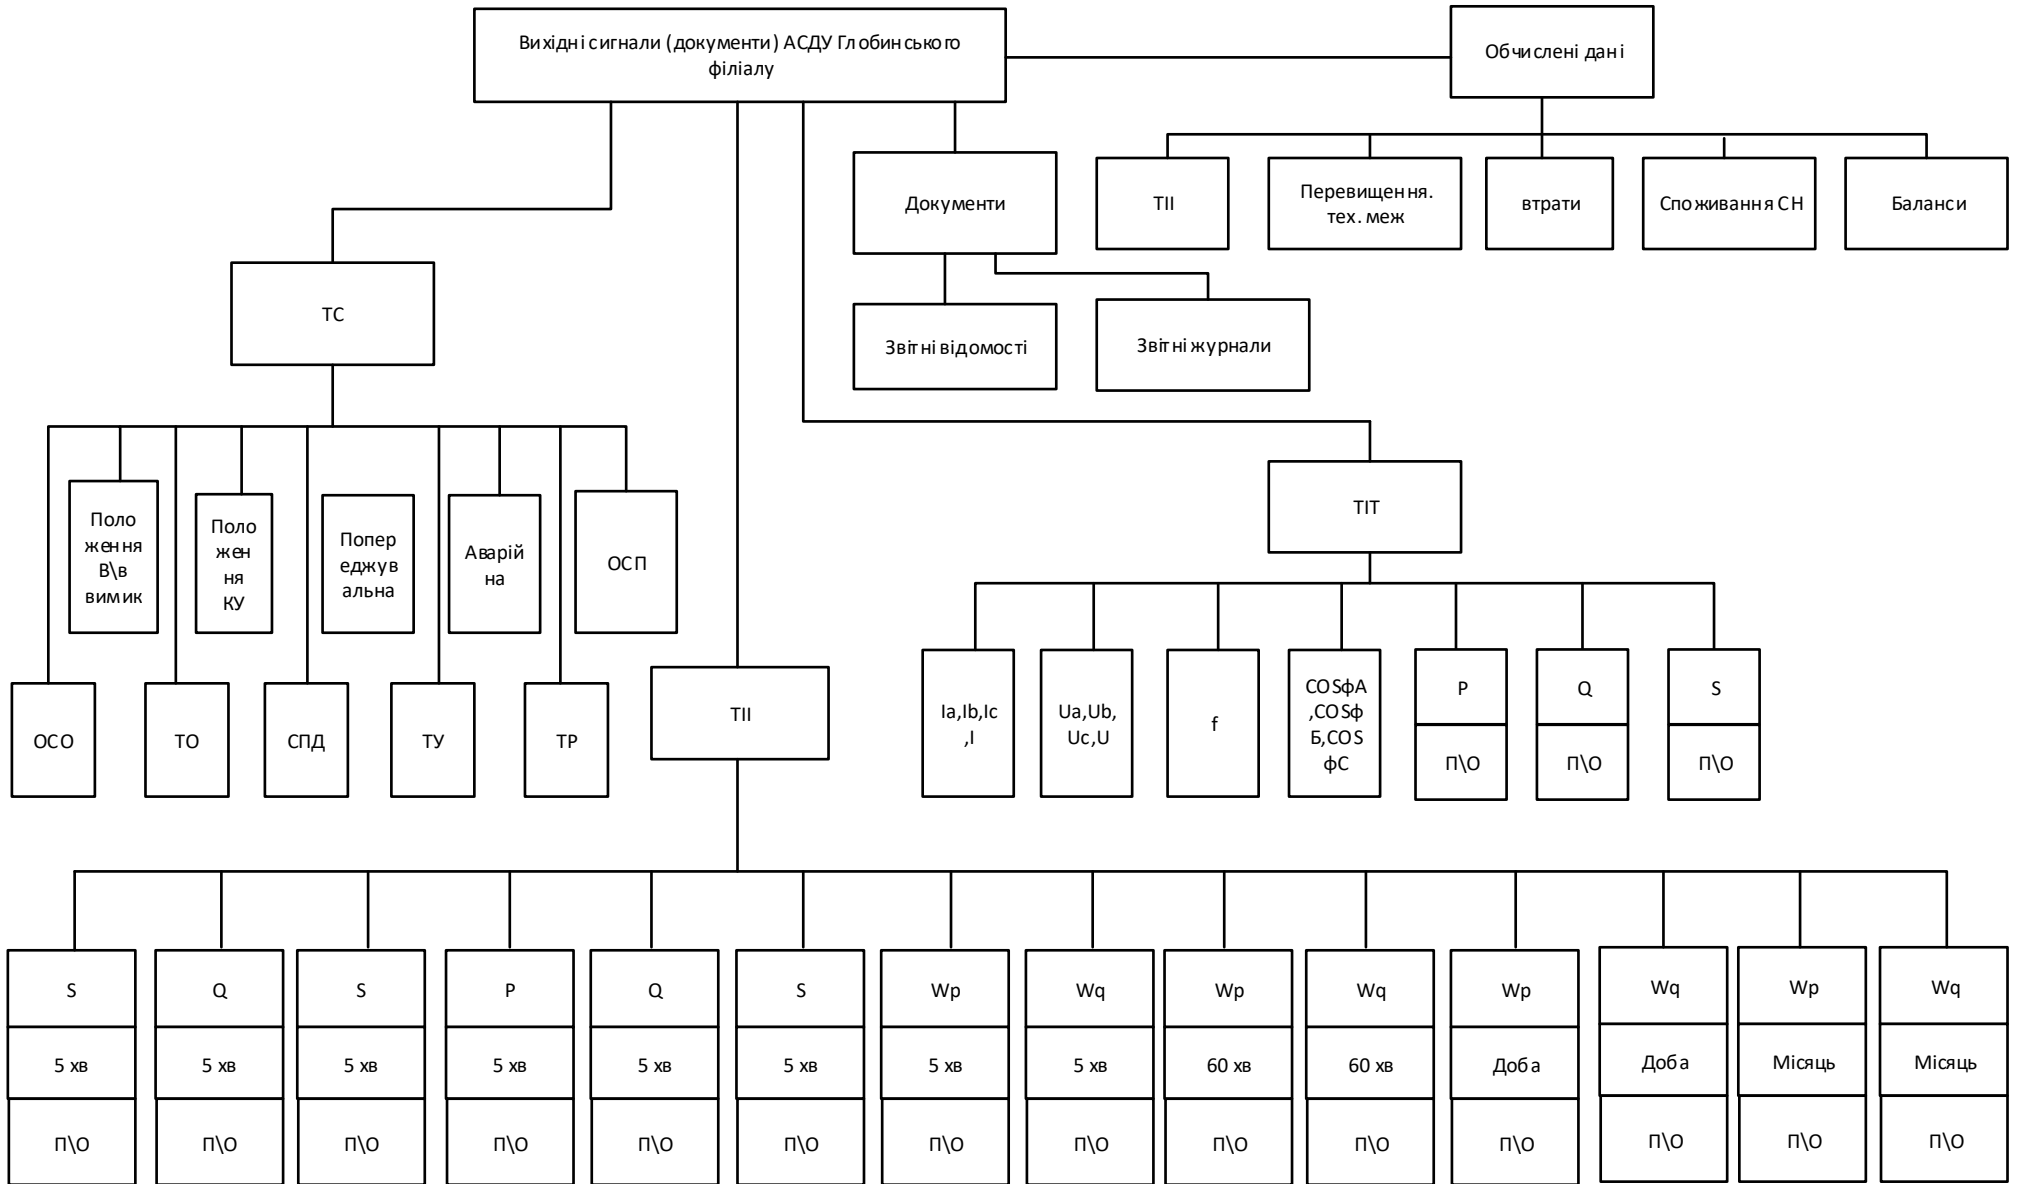 Вихідні сигнали (документи) АСДУ Глобинського
філіалу
Обчислені дані
Документи
ТІІ
Перевищення.
тех. меж
втрати
Споживання СН
Баланси
ТС
Звітні відомості
Звітні журнали
Поло
ження
В\в
вимик
Поло
жен
ня
КУ
Попер
еджув
альна
Аварій
на
ОСП
ТІТ
ОСО
ТО
СПД
ТУ
ТР
ТІІ
Ia,Ib,Ic
,I
Ua,Ub,
Uc,U
f
COSфА
,COSф
Б,COS
фС
P
П\О
Q
П\О
S
П\О
S
Q
S
P
Q
S
Wp
Wq
Wp
Wq
Wp
Wq
Wp
Wq
5 хв
5 хв
5 хв
5 хв
5 хв
5 хв
5 хв
5 хв
60 хв
60 хв
Доба
Доба
Місяць
Місяць
П\О
П\О
П\О
П\О
П\О
П\О
П\О
П\О
П\О
П\О
П\О
П\О
П\О
П\О